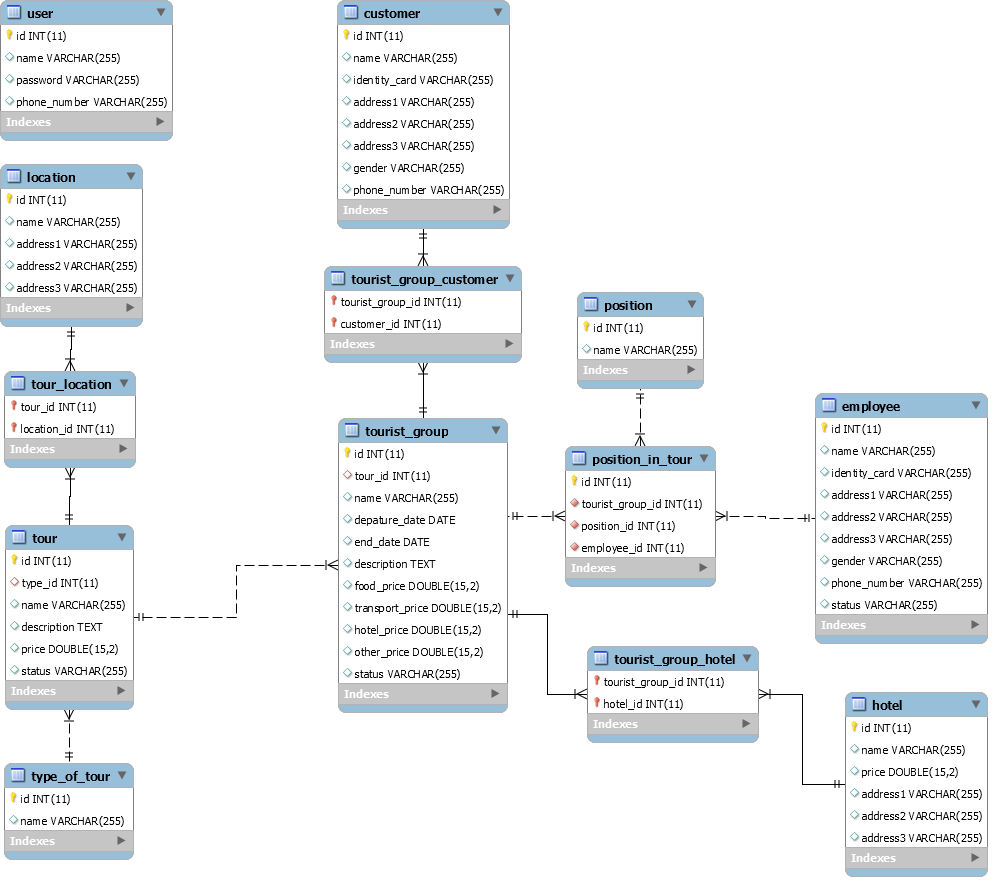 user
id INT(11)
name VARCHAR(255)
password VARCHAR(255)
phone_number VARCHAR(255)
Indexes
customer
id INT(11)
name VARCHAR(255)
identity_card VARCHAR(255)
address1 VARCHAR(255)
address2 VARCHAR(255)
address3 VARCHAR(255)
gender VARCHAR(255)
phone_number VARCHAR(255)
Indexes
location
id INT(11)
name VARCHAR(255)
address1 VARCHAR(255)
address2 VARCHAR(255)
address3 VARCHAR(255)
Indexes
tourist_group_customer
tourist_group_id INT(11)
customer_id INT(11)
Indexes
position
id INT(11)
name VARCHAR(255)
Indexes
tour_location
tour_id INT(11)
location_id INT(11)
Indexes
tourist_group
id INT(11)
tour_id INT(11)
name VARCHAR(255)
depature_date DATE
end_date DATE
description TEXT
food_price DOUBLE(15,2)
transport_price DOUBLE(15,2)
hotel_price DOUBLE(15,2)
other_price DOUBLE(15,2)
status VARCHAR(255)
Indexes
position_in_tour
id INT(11)
tourist_group_id INT(11)
position_id INT(11)
employee_id INT(11)
Indexes
employee
id INT(11)
name VARCHAR(255)
identity_card VARCHAR(255)
address1 VARCHAR(255)
address2 VARCHAR(255)
address3 VARCHAR(255)
gender VARCHAR(255)
phone_number VARCHAR(255)
status VARCHAR(255)
Indexes
tour
id INT(11)
type_id INT(11)
name VARCHAR(255)
description TEXT
price DOUBLE(15,2)
status VARCHAR(255)
Indexes
tourist_group_hotel
tourist_group_id INT(11)
hotel_id INT(11)
Indexes
hotel
id INT(11)
name VARCHAR(255)
price DOUBLE(15,2)
address1 VARCHAR(255)
address2 VARCHAR(255)
address3 VARCHAR(255)
Indexes
type_of_tour
id INT(11)
name VARCHAR(255)
Indexes